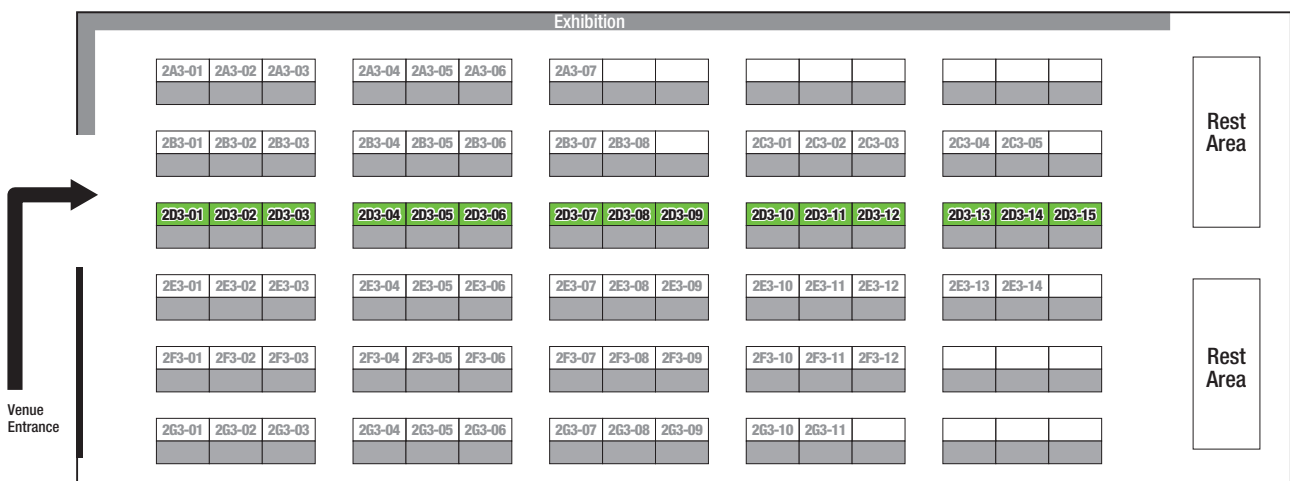 Exhibition
2A3-01 2A3-02 2A3-03 2A3-04 2A3-05 2A3-06 2A3-07
2B3-01 2B3-02 2B3-03 2B3-04 2B3-05 2B3-06 2B3-07 2B3-08 2C3-01 2C3-02 2C3-03 2C3-04 2C3-05
2D3-01 2D3-02 2D3-03 2D3-04 2D3-05 2D3-06 2D3-07 2D3-08 2D3-09 2D3-10 2D3-11 2D3-12 2D3-13 2D3-14 2D3-15
2E3-01 2E3-02 2E3-03 2E3-04 2E3-05 2E3-06 2E3-07 2E3-08 2E3-09 2E3-10 2E3-11 2E3-12 2E3-13 2E3-14
2F3-01 2F3-02 2F3-03 2F3-04 2F3-05 2F3-06 2F3-07 2F3-08 2F3-09 2F3-10 2F3-11 2F3-12
2G3-01 2G3-02 2G3-03 2G3-04 2G3-05 2G3-06 2G3-07 2G3-08 2G3-09 2G3-10 2G3-11
Rest
Area
Rest
Area
Venue
Entrance